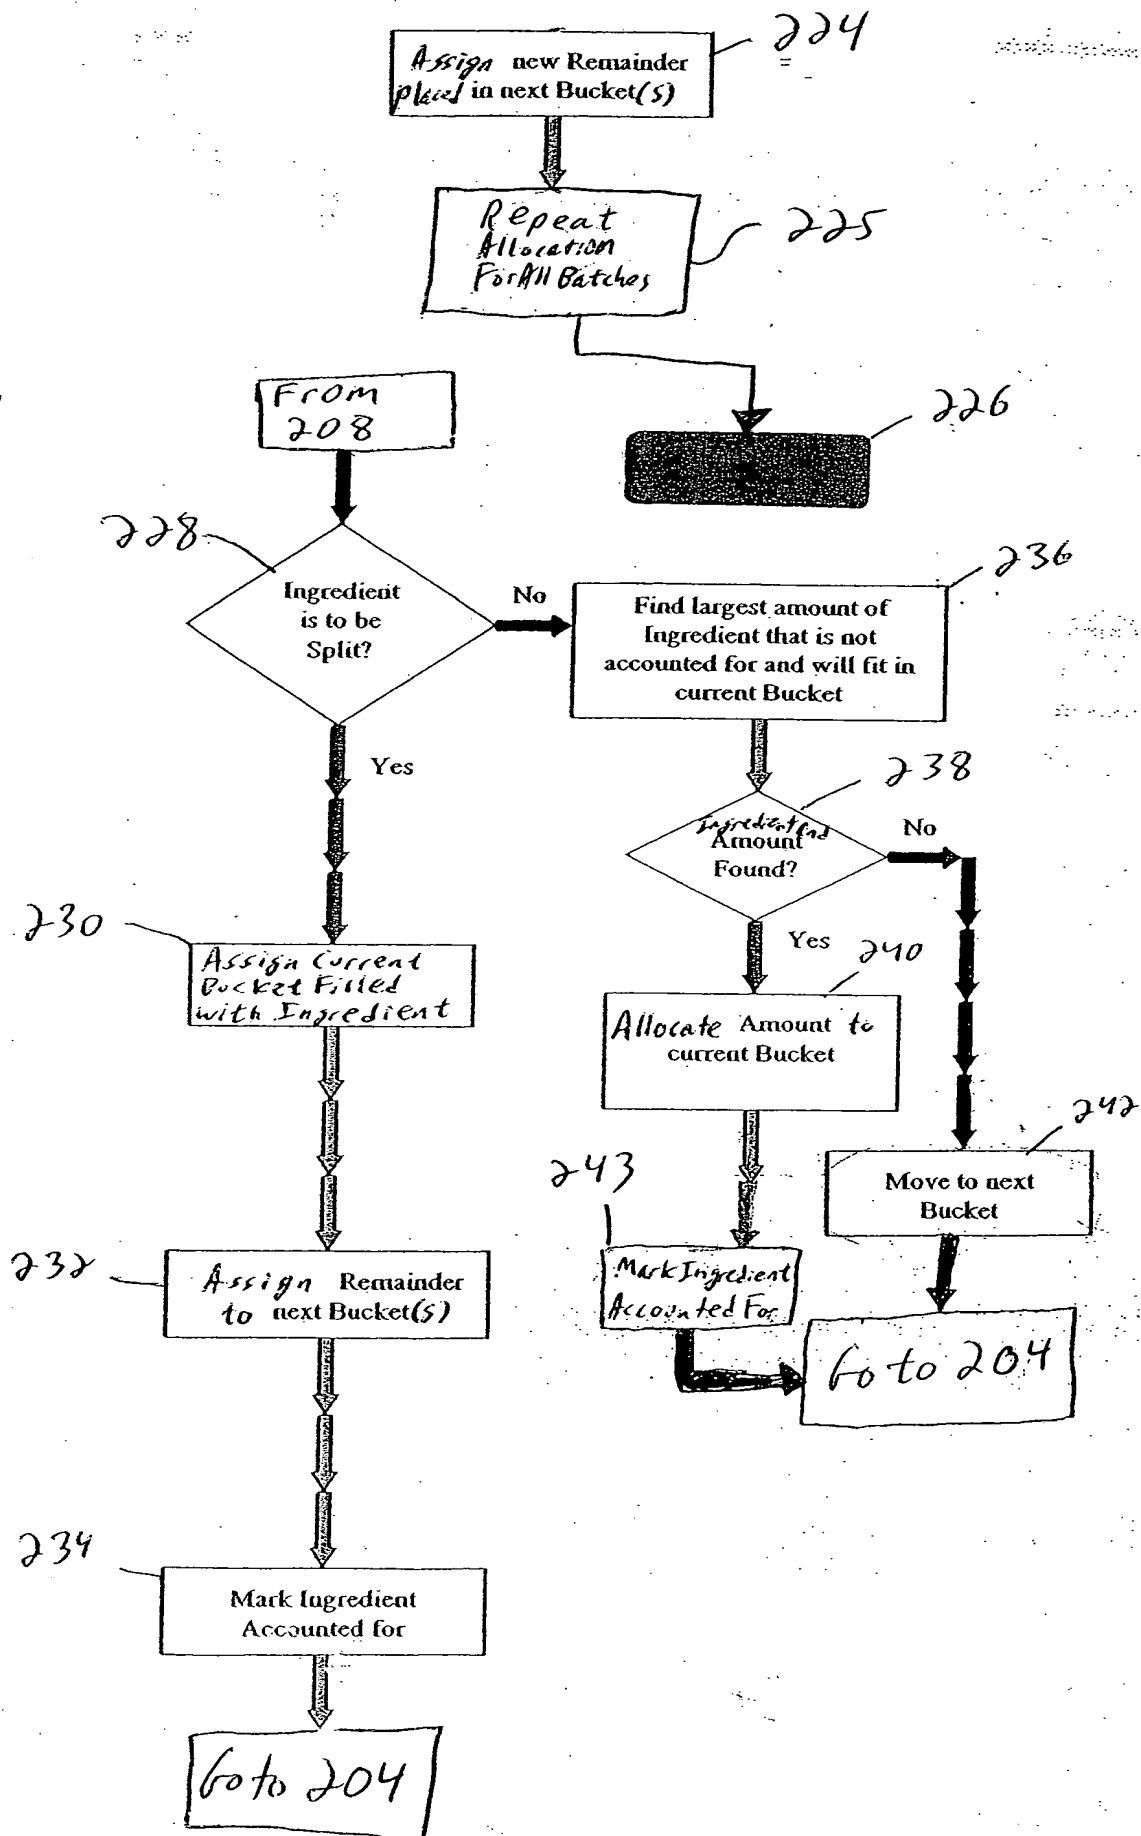 224
Assign new Remainder
placed in next Bucket(s)
225
Repeat
Allocation
For All Batches
From
208
226
228
Ingredient
is to be
Split?
No
236
Find largest amount of
Ingredient that is not
accounted for and will fit in
current Bucket
Yes
238
Ingredient and
Amount
Found?
No
230
Assign Current
Bucket Filled
with Ingredient
Yes
240
Allocate Amount to
current Bucket
242
Move to next
Bucket
243
Mark Ingredient
Accounted For
232
Assign Remainder
to next Bucket(s)
Go to 204
234
Mark Ingredient
Accounted for
Go to 204